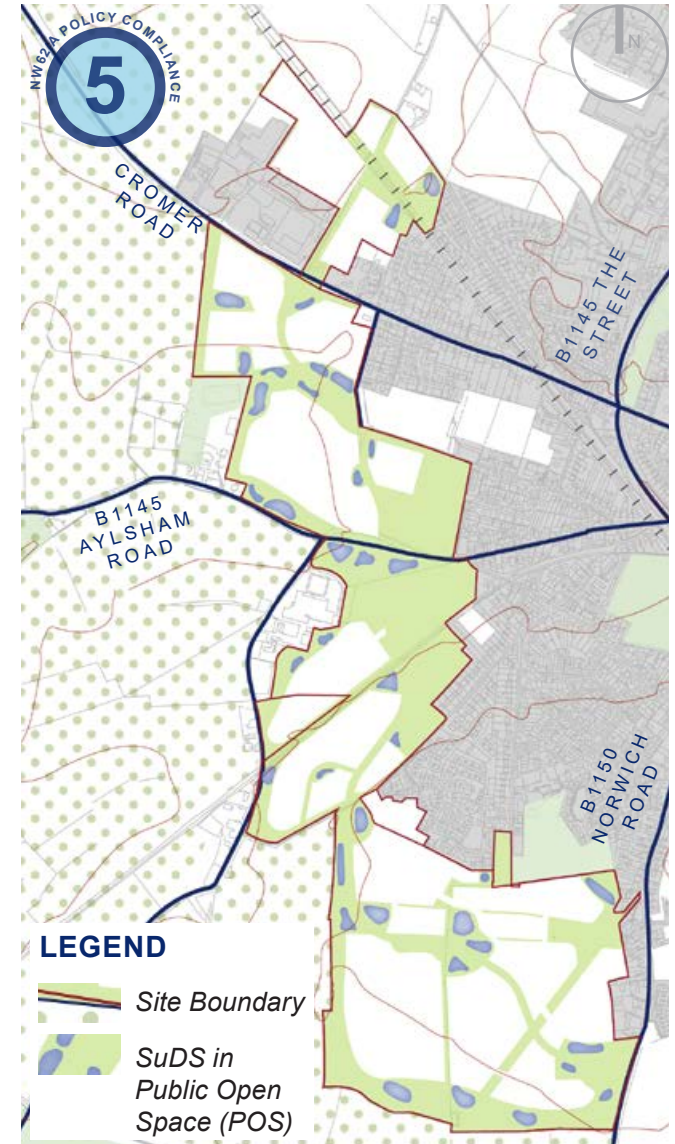 NW62/A POLICY COMPLIANCE
5
N
CROMER
ROAD
B1145 THE
STREET
B1145
AYLSHAM
ROAD
B1150
NORWICH
ROAD
LEGEND
Site Boundary
SuDS in
Public Open
Space (POS)